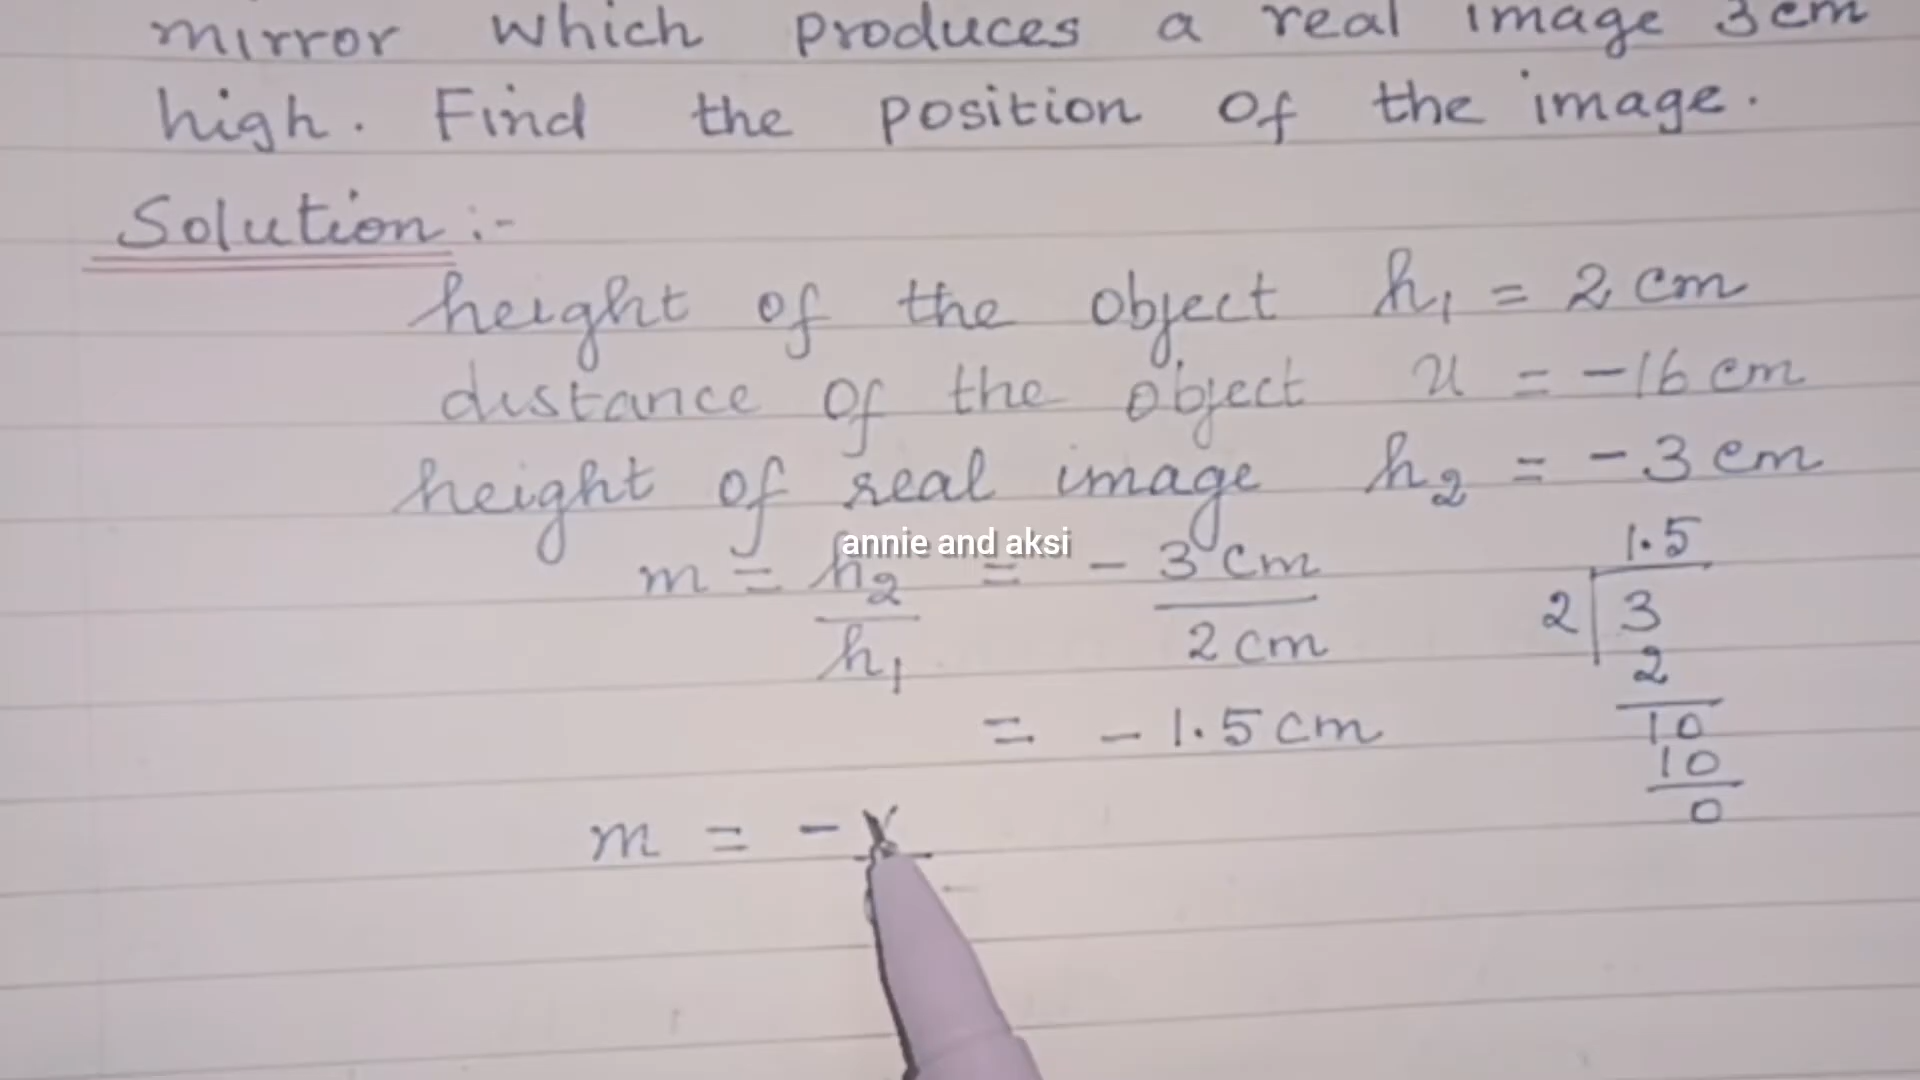 mirror which produces a real image 3cm
high. Find the position of the image.
Solution :-
height of the object h₁ = 2 cm
distance of the object u = -16 cm
height of real image h₂ = -3 cm
annie and aksi
m = h₂/h₁ = - 3 cm/2 cm
= - 1.5 cm
1.5
2 3
2
10
10
0
m = - v